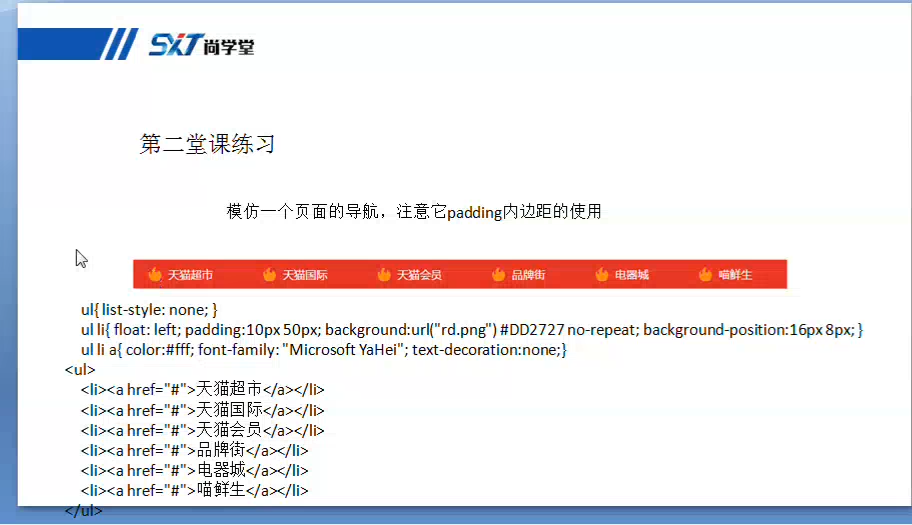 SXT尚学堂
第二堂课练习
模仿一个页面的导航，注意它padding内边距的使用
天猫超市 天猫国际 天猫会员 品牌街 电器城 喵鲜生
ul{ list-style: none; }
ul li{ float: left; padding:10px 50px; background:url("rd.png") #DD2727 no-repeat; background-position:16px 8px; }
ul li a{ color:#fff; font-family: "Microsoft YaHei"; text-decoration:none;}
<ul>
<li><a href="#">天猫超市</a></li>
<li><a href="#">天猫国际</a></li>
<li><a href="#">天猫会员</a></li>
<li><a href="#">品牌街</a></li>
<li><a href="#">电器城</a></li>
<li><a href="#">喵鲜生</a></li>
</ul>